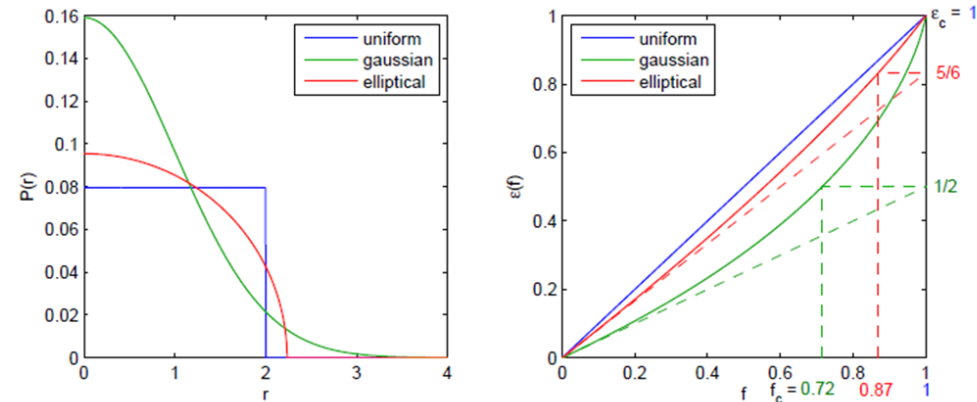 0.16
0.14
0.12
0.1
0.08
0.06
0.04
0.02
0
P(r)
0 1 2 3 4
r
uniform
gaussian
elliptical
1
0.8
0.6
0.4
0.2
0
ε(f)
0 0.2 0.4 0.6 0.8 1
f f_c = 0.72 0.87 1
uniform
gaussian
elliptical
ε_c = 1
5/6
1/2